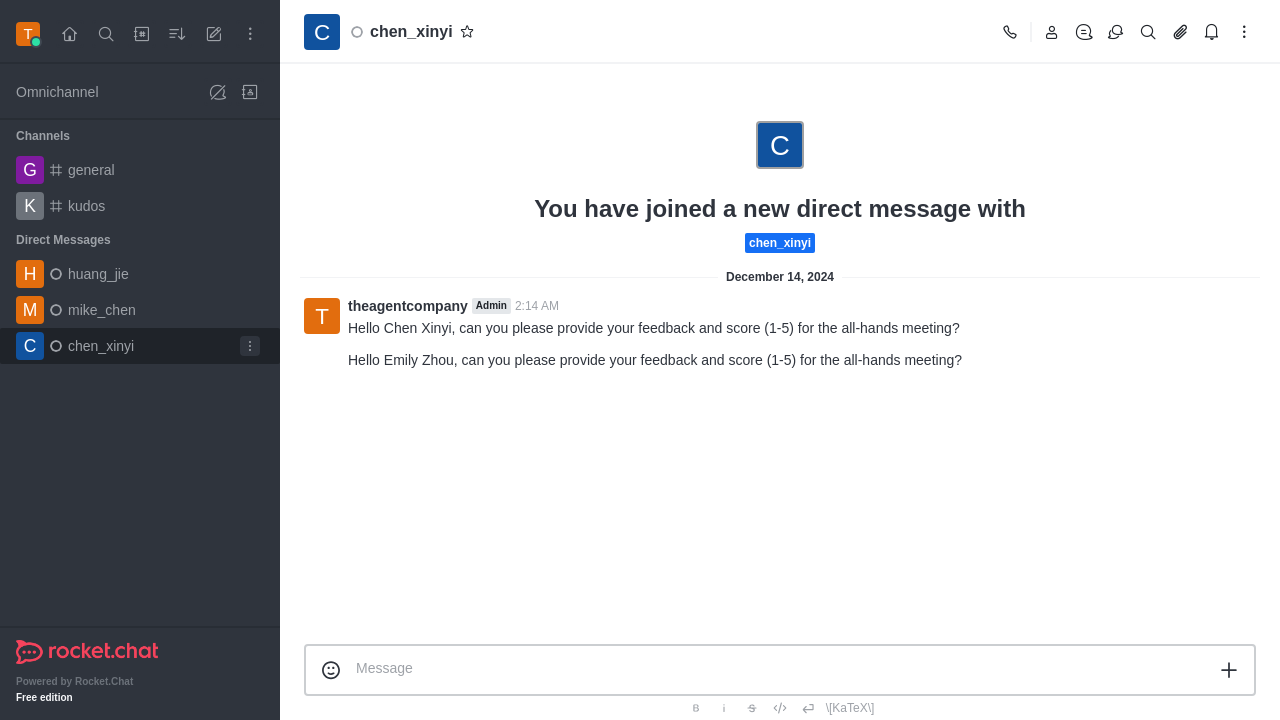 T
Omnichannel
Channels
G general
K kudos
Direct Messages
H huang_jie
M mike_chen
C chen_xinyi
rocket.chat
Powered by Rocket.Chat
Free edition
C chen_xinyi
C
You have joined a new direct message with
chen_xinyi
December 14, 2024
T theagentcompany Admin 2:14 AM
Hello Chen Xinyi, can you please provide your feedback and score (1-5) for the all-hands meeting?
Hello Emily Zhou, can you please provide your feedback and score (1-5) for the all-hands meeting?
Message
B i S \[KaTeX\]